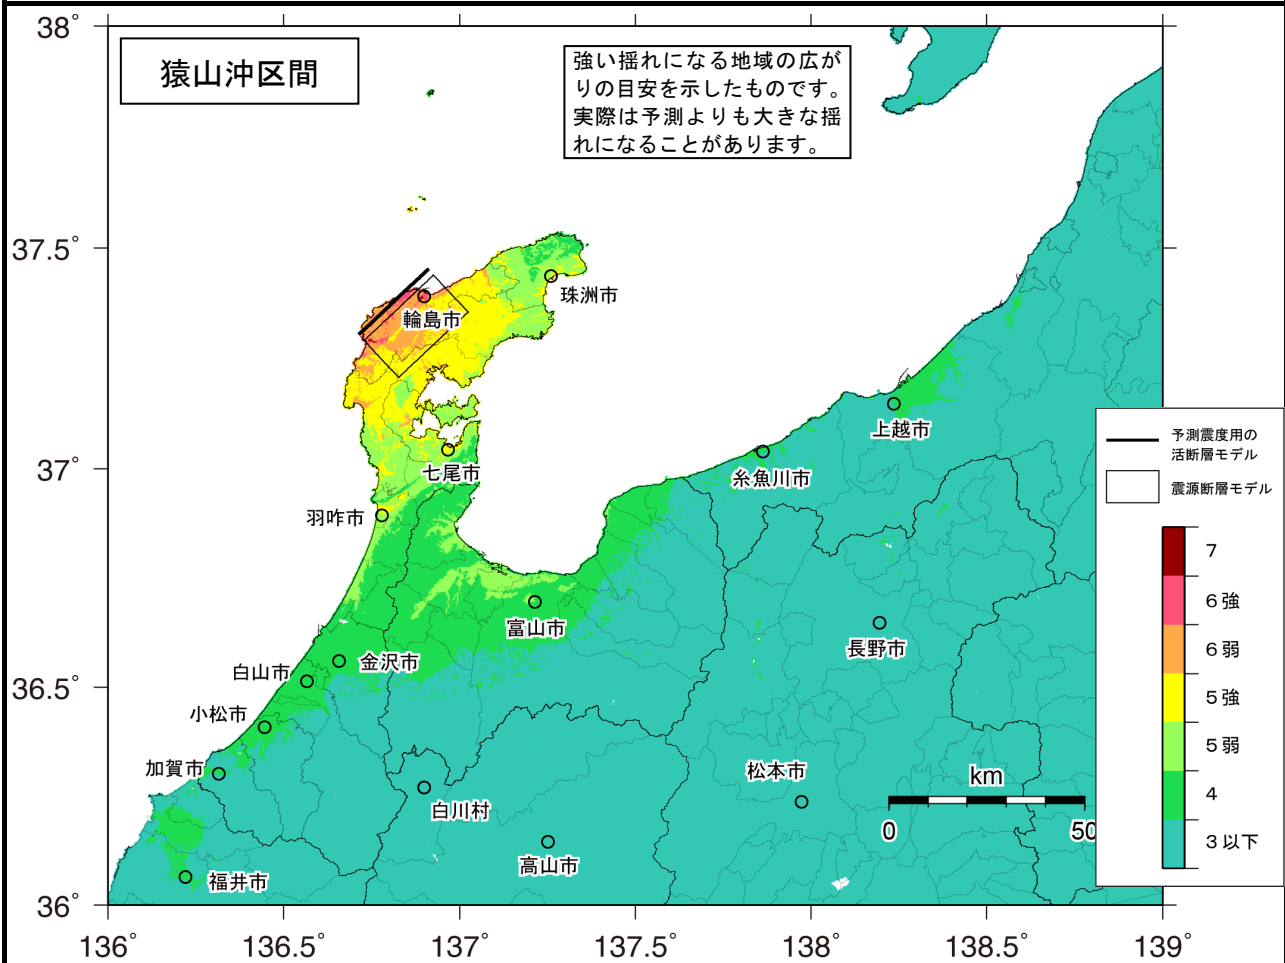 38°
猿山沖区間
強い揺れになる地域の広が
りの目安を示したものです。
実際は予測よりも大きな揺
れになることがあります。
37.5°
珠洲市
輪島市
上越市
予測震度用の
活断層モデル
37°
七尾市
糸魚川市
震源断層モデル
羽咋市
7
6強
富山市
長野市
6弱
金沢市
白山市
36.5°
小松市
5強
5弱
加賀市
松本市
km
4
白川村
0
50
3以下
高山市
福井市
36°
136°
136.5°
137°
137.5°
138°
138.5°
139°